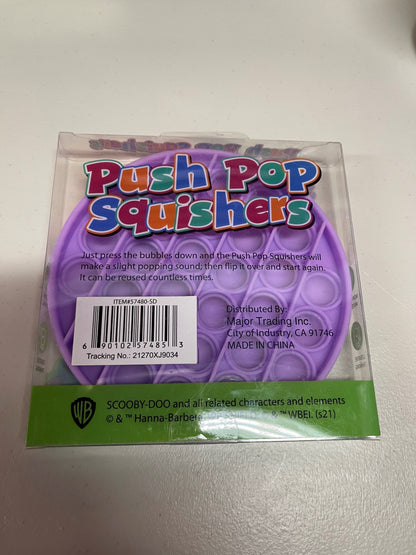 Push Pop Squishers
Push Pop
Squishers
Just press the bubbles down and the Push Pop Squishers will
make a slight popping sound; then flip it over and start again.
It can be reused countless times.
ITEM#57480-SD
6 90102 57485 3
Tracking No.: 21270XJ9034
Distributed By:
Major Trading Inc.
City of Industry, CA 91746
MADE IN CHINA
WB
SCOOBY-DOO and all related characters and elements
© & ™ Hanna-Barbera & ™ WBEI. (s21)